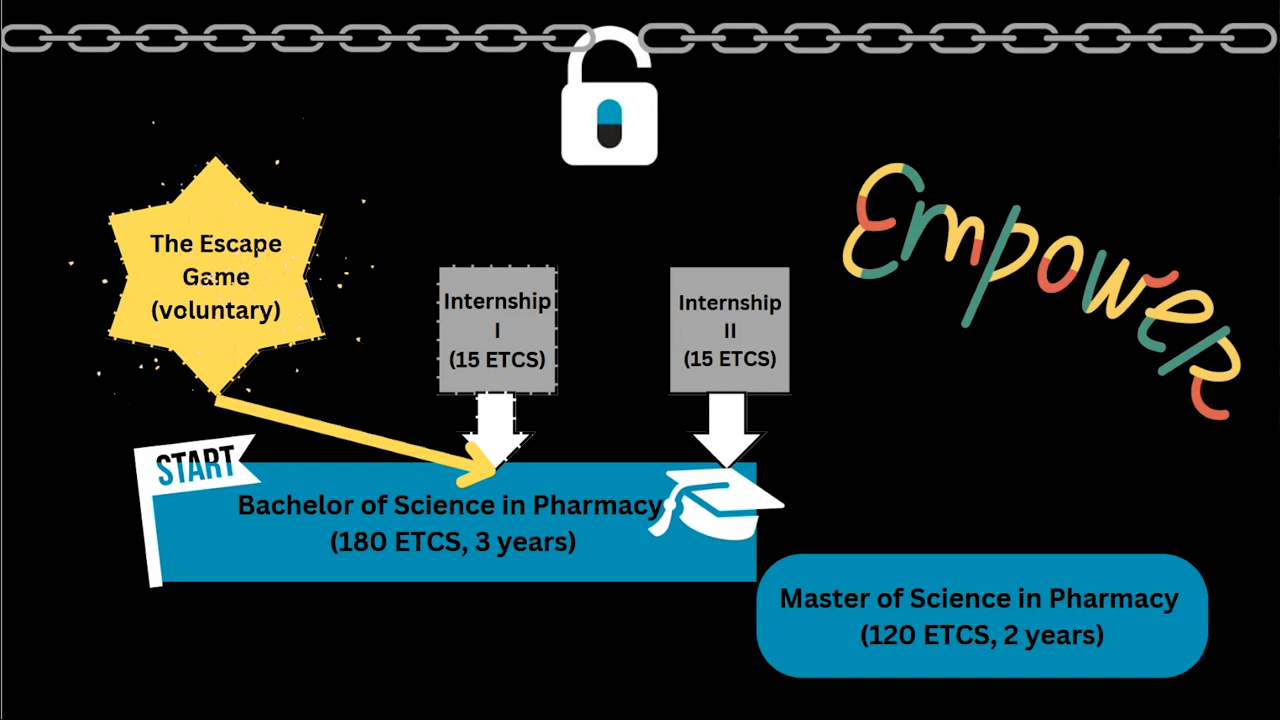 EmpoweR
The Escape
Game
(voluntary)
Internship
I
(15 ETCS)
Internship
II
(15 ETCS)
START
Bachelor of Science in Pharmacy
(180 ETCS, 3 years)
Master of Science in Pharmacy
(120 ETCS, 2 years)